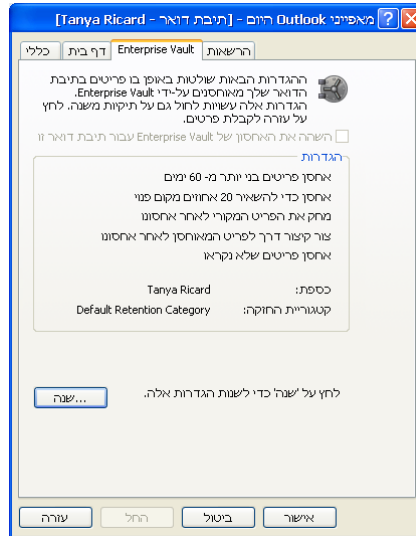 מאפייני Outlook היום - [תיבת דואר - Tanya Ricard]
כללי
דף בית
Enterprise Vault
הרשאות
ההגדרות הבאות שולטות באופן בו פריטים בתיבת
הדואר שלך מאוחסנים על-ידי Enterprise Vault.
הגדרות אלה עשויות לחול גם על תיקיות משנה. לחץ
על עזרה לקבלת פרטים.
השהה את האחסון של Enterprise Vault עבור תיבת דואר זו
הגדרות
אחסן פריטים בני יותר מ- 60 ימים
אחסן כדי להשאיר 20 אחוזים מקום פנוי
מחק את הפריט המקורי לאחר אחסונו
צור קיצור דרך לפריט המאוחסן לאחר אחסונו
אחסן פריטים שלא נקראו
כספת: Tanya Ricard
קטגוריית החזקה: Default Retention Category
לחץ על 'שנה' כדי לשנות הגדרות אלה.
שנה...
אישור
ביטול
החל
עזרה